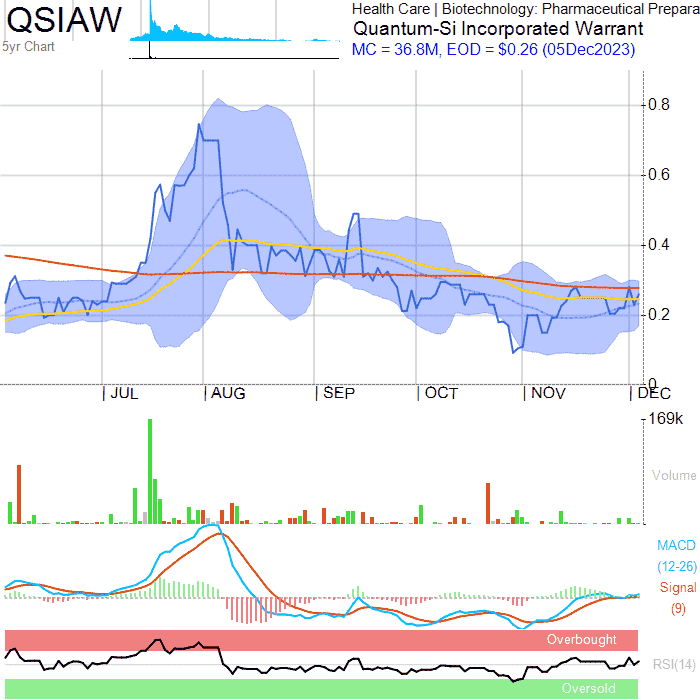 QSIAW
5yr Chart
Health Care | Biotechnology: Pharmaceutical Prepara
Quantum-Si Incorporated Warrant
MC = 36.8M, EOD = $0.26 (05Dec2023)
0.8
0.6
0.4
0.2
0
| JUL | AUG | SEP | OCT | NOV | DEC
169k
Volume
MACD
(12-26)
Signal
(9)
Overbought
RSI(14)
Oversold